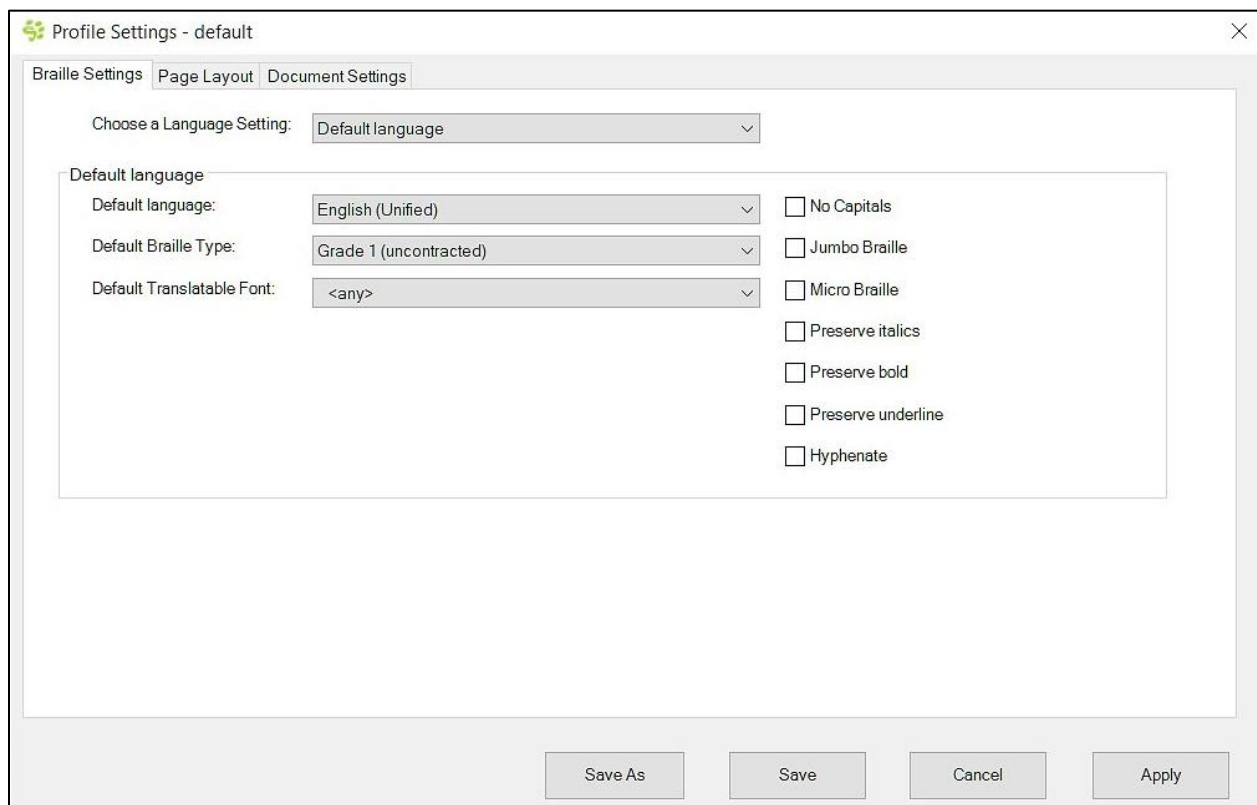 Profile Settings - default
Braille Settings Page Layout Document Settings
Choose a Language Setting: Default language
Default language
Default language: English (Unified) No Capitals
Default Braille Type: Grade 1 (uncontracted) Jumbo Braille
Default Translatable Font: <any> Micro Braille
Preserve italics
Preserve bold
Preserve underline
Hyphenate
Save As Save Cancel Apply